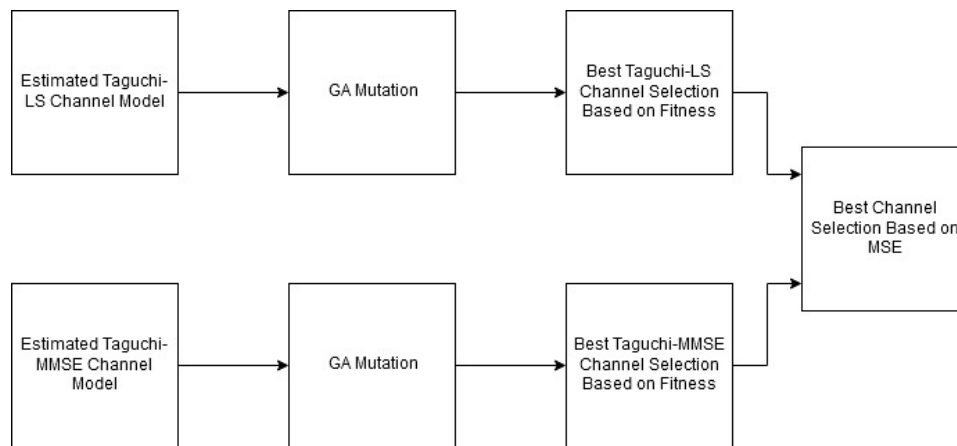 Estimated Taguchi-
LS Channel Model
GA Mutation
Best Taguchi-LS
Channel Selection
Based on Fitness
Best Channel
Selection Based on
MSE
Estimated Taguchi-
MMSE Channel
Model
GA Mutation
Best Taguchi-MMSE
Channel Selection
Based on Fitness